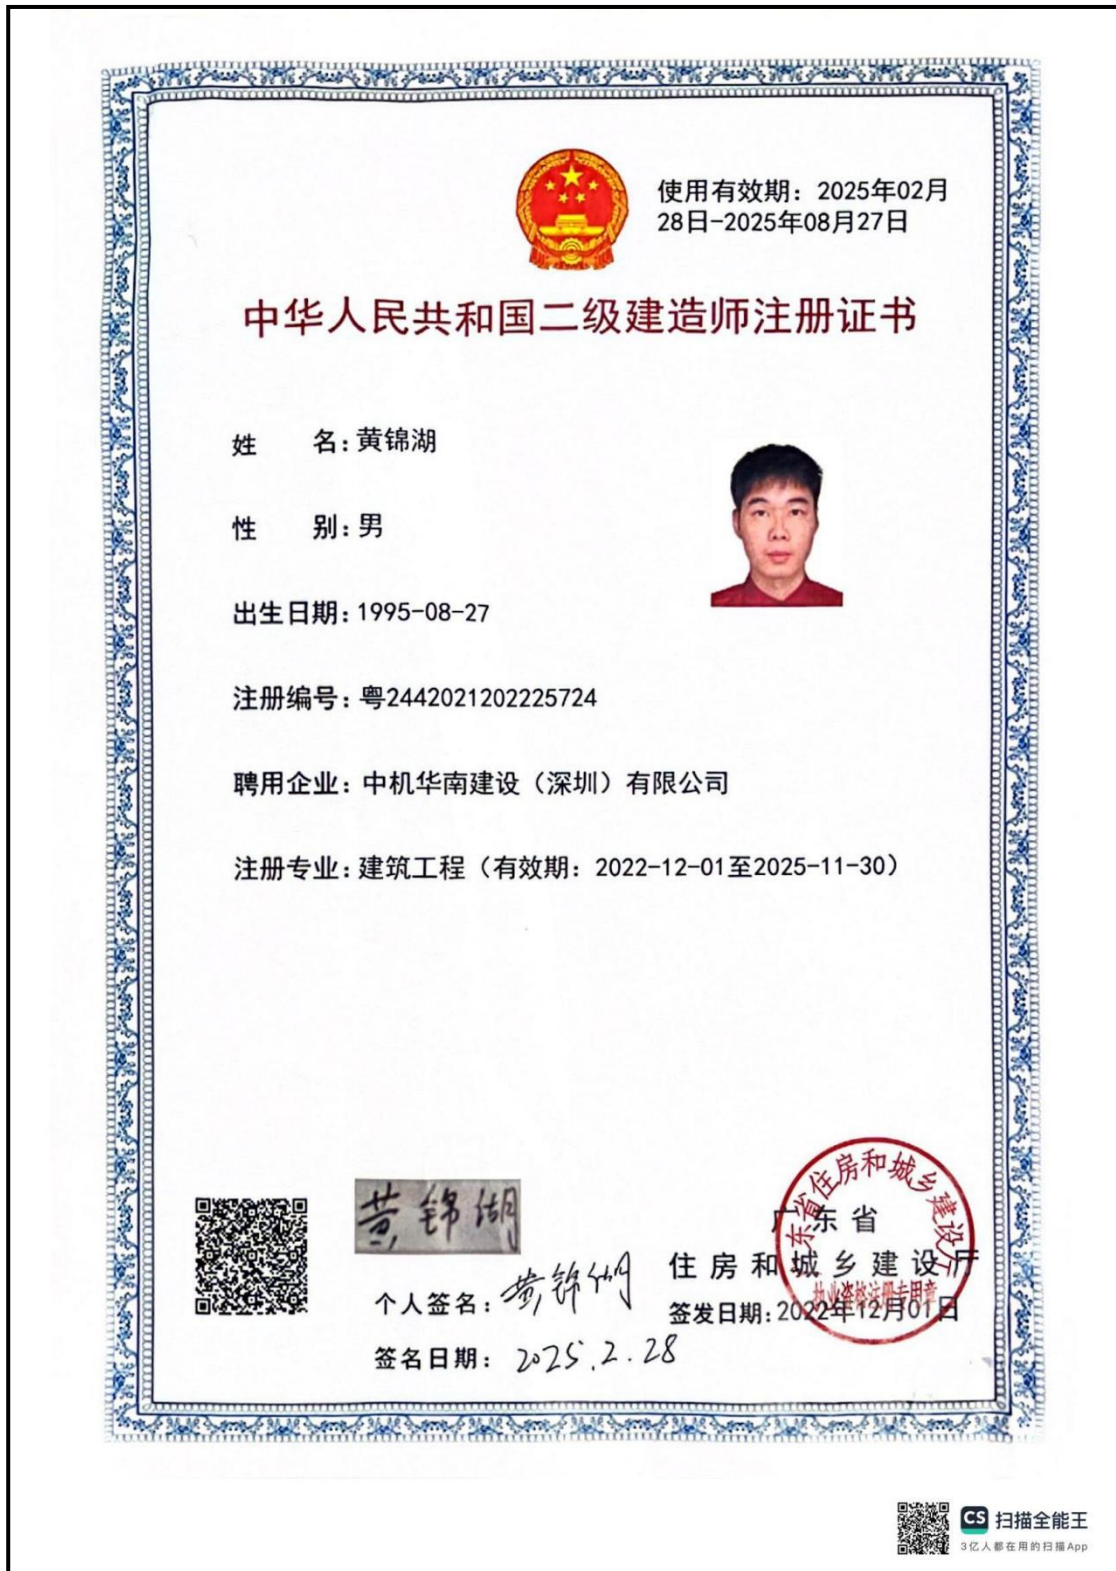 使用有效期：2025年02月
28日-2025年08月27日
中华人民共和国二级建造师注册证书
姓 名：黄锦湖
性 别：男
出生日期：1995-08-27
注册编号：粤2442021202225724
聘用企业：中机华南建设（深圳）有限公司
注册专业：建筑工程（有效期：2022-12-01至2025-11-30）
黄锦湖
广东省住房和城乡建设厅
执业资格注册专用章
广东省
住房和城乡建设厅
个人签名：黄锦湖
签发日期：2022年12月01日
签名日期：2025.2.28
CS 扫描全能王
3亿人都在用的扫描App